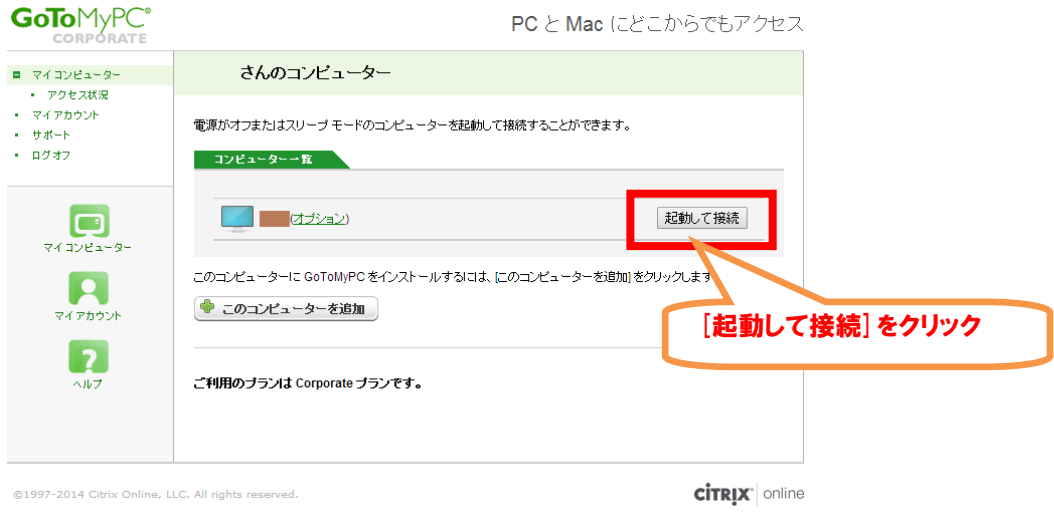 GoToMyPC®
CORPORATE
PC と Mac にどこからでもアクセス
マイ コンピューター
アクセス状況
マイ アカウント
サポート
ログオフ
マイ コンピューター
マイ アカウント
ヘルプ
さんのコンピューター
電源がオフまたはスリープ モードのコンピューターを起動して接続することができます。
コンピューター一覧
(オプション)
起動して接続
このコンピューターに GoToMyPC をインストールするには、[このコンピューターを追加] をクリックします
このコンピューターを追加
[起動して接続] をクリック
ご利用のプランは Corporate プランです。
©1997-2014 Citrix Online, LLC. All rights reserved.
CITRIX® online